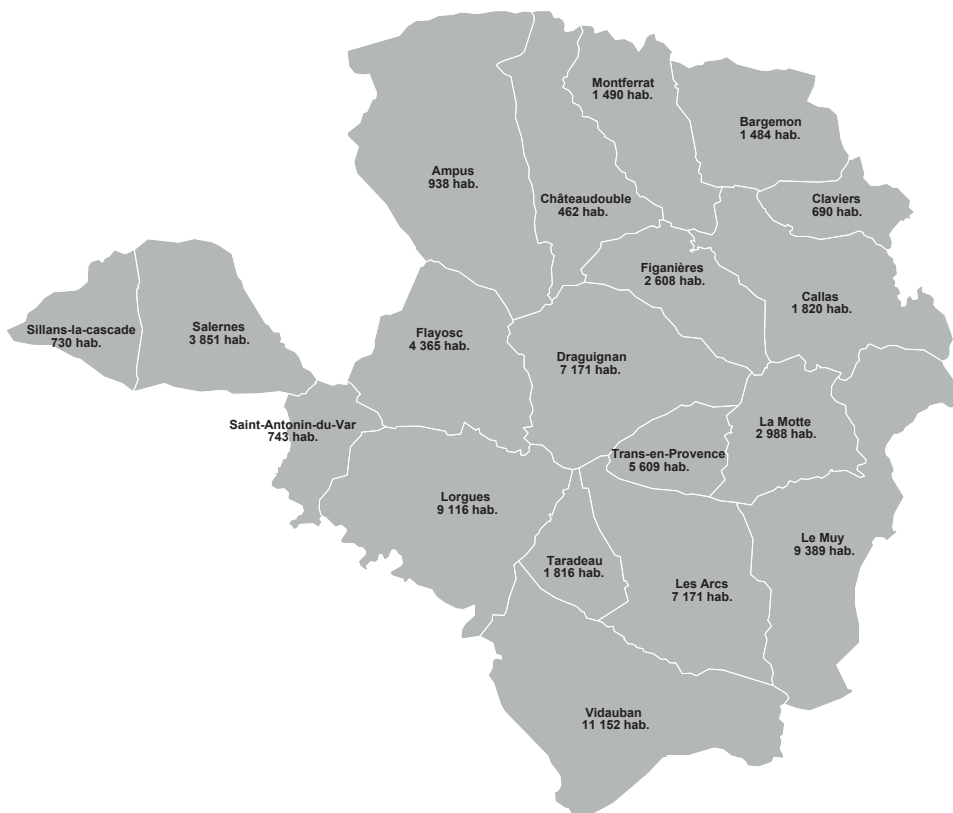 Montferrat
1 490 hab.
Bargemon
1 484 hab.
Ampus
938 hab.
Châteaudouble
462 hab.
Claviers
690 hab.
Figanières
2 608 hab.
Callas
1 820 hab.
Sillans-la-cascade
730 hab.
Salernes
3 851 hab.
Flayosc
4 365 hab.
Draguignan
7 171 hab.
Saint-Antonin-du-Var
743 hab.
La Motte
2 988 hab.
Trans-en-Provence
5 609 hab.
Lorgues
9 116 hab.
Le Muy
9 389 hab.
Taradeau
1 816 hab.
Les Arcs
7 171 hab.
Vidauban
11 152 hab.